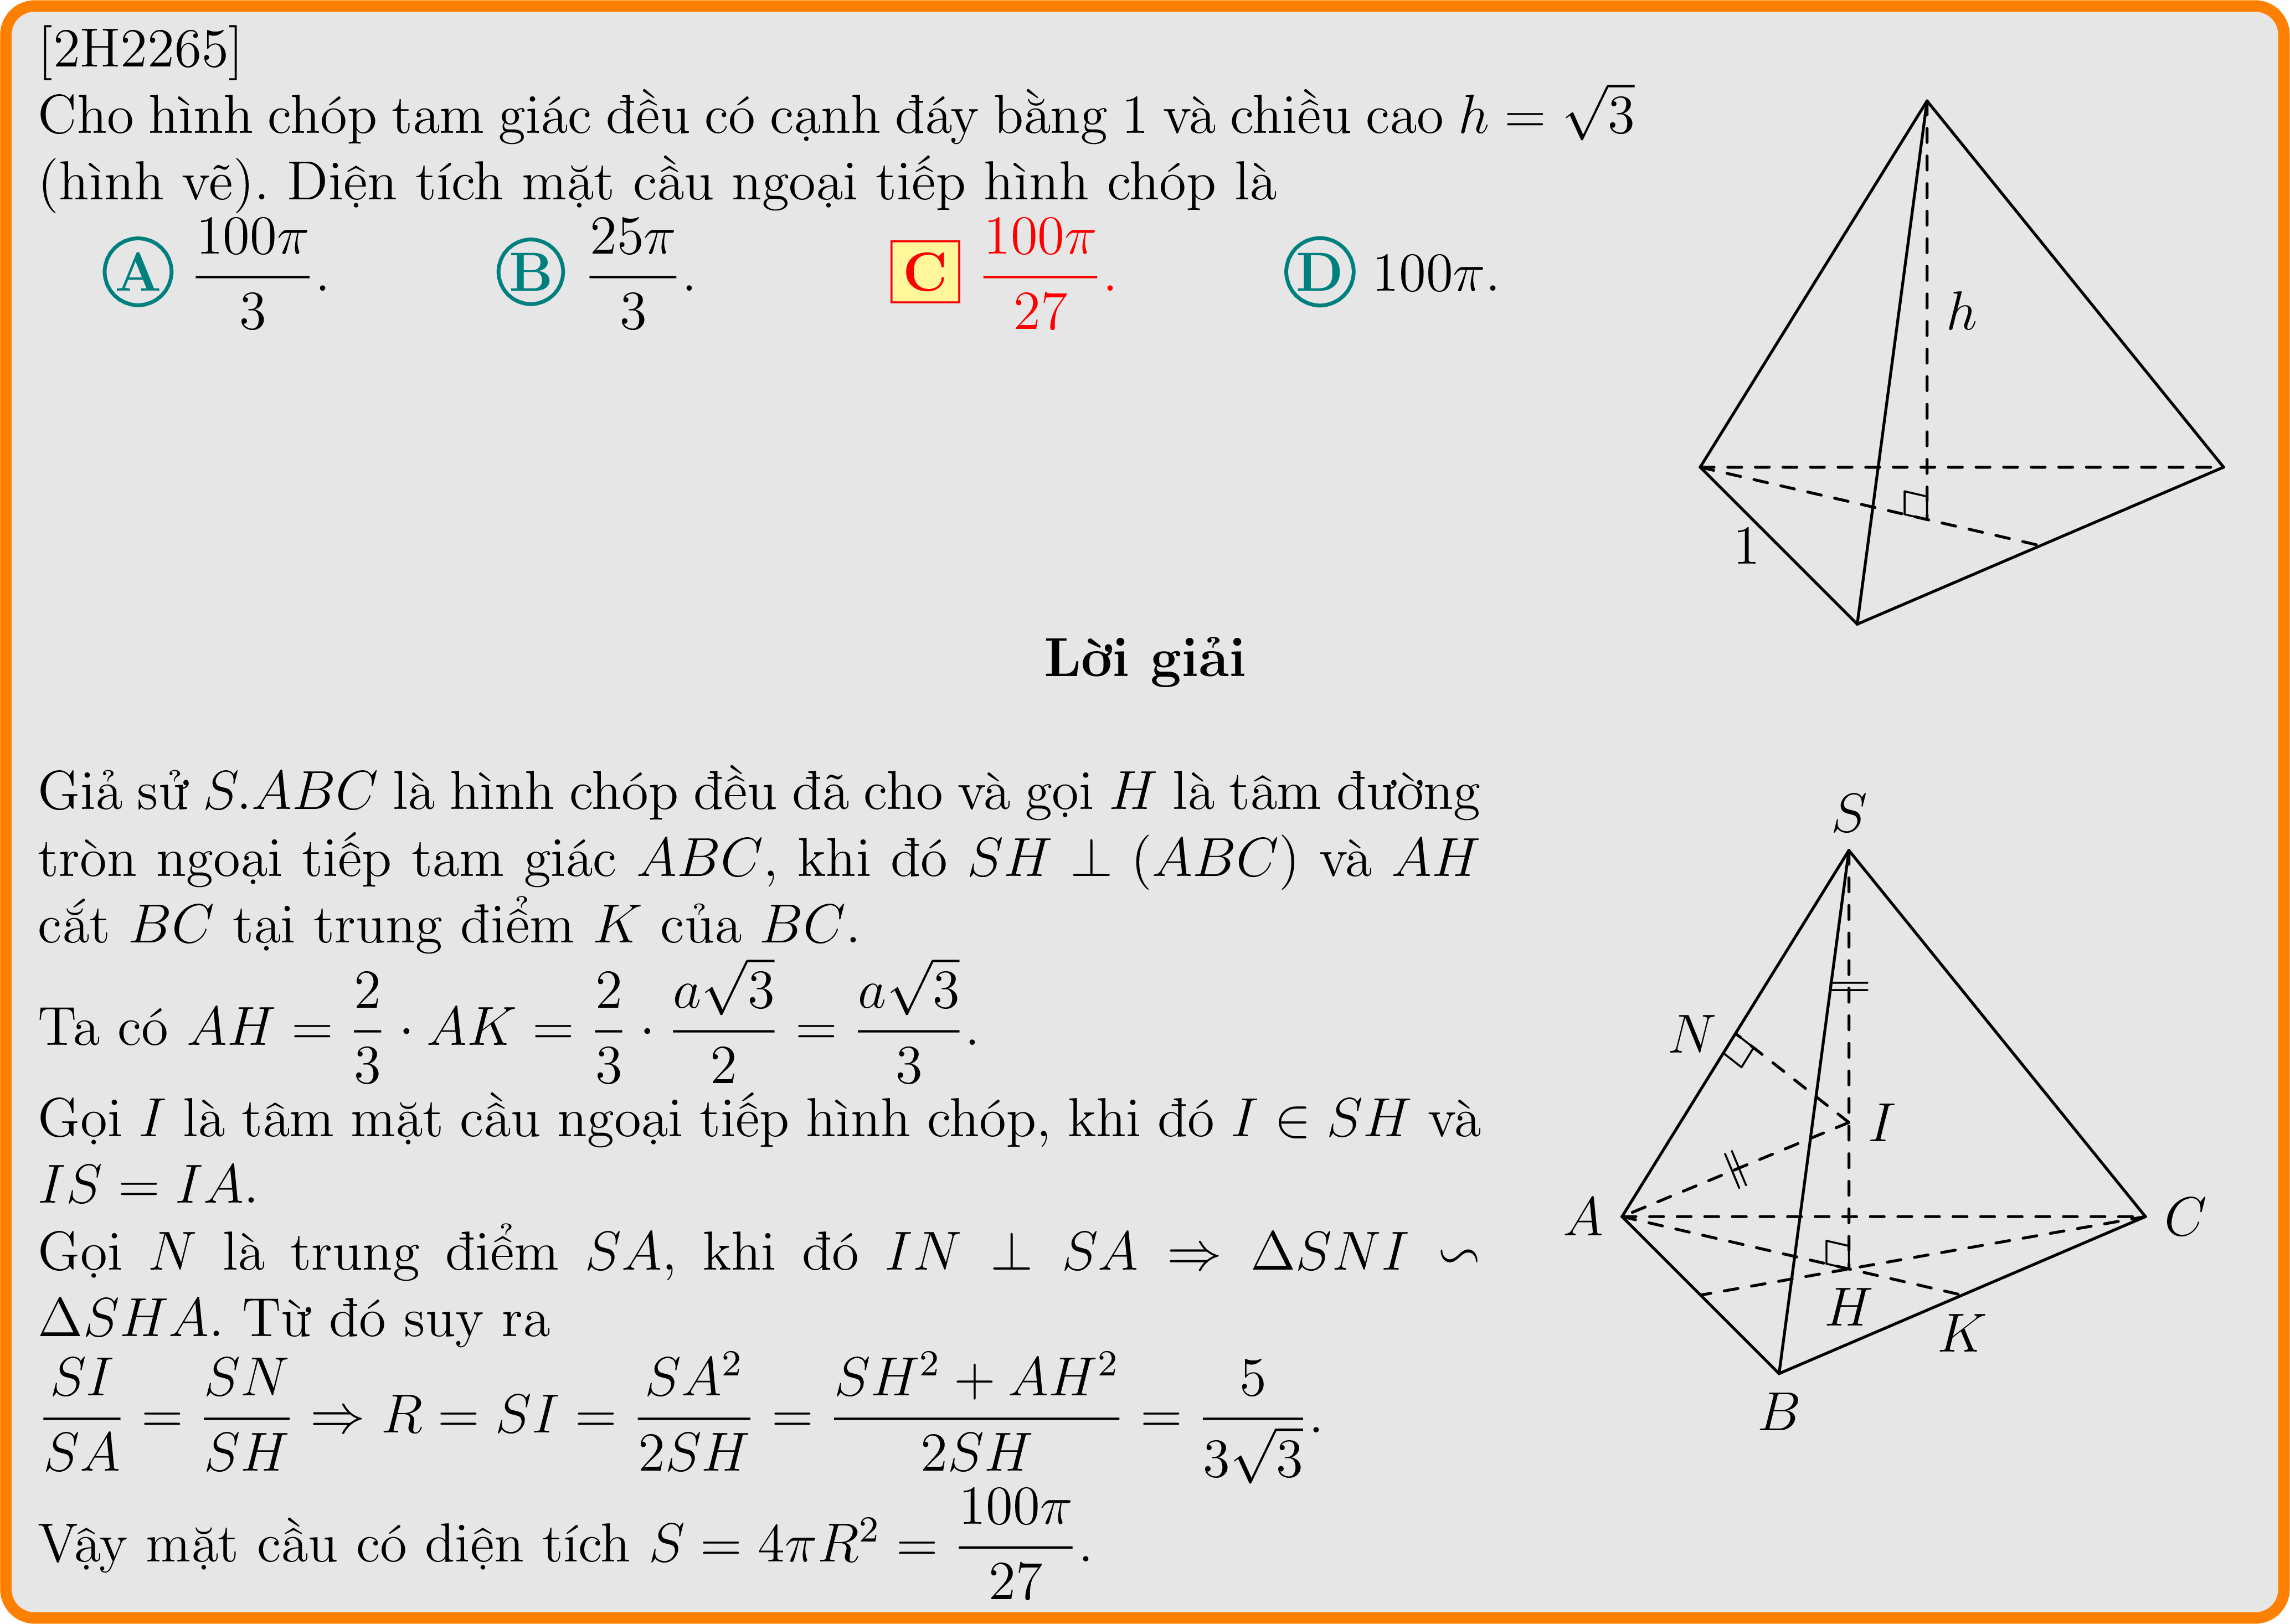 [2H2265]
Cho hình chóp tam giác đều có cạnh đáy bằng 1 và chiều cao $h = \sqrt{3}$
(hình vẽ). Diện tích mặt cầu ngoại tiếp hình chóp là
A $\frac{100\pi}{3}$. B $\frac{25\pi}{3}$. C $\frac{100\pi}{27}$. D $100\pi$.
h
1
Lời giải
Giả sử $S.ABC$ là hình chóp đều đã cho và gọi $H$ là tâm đường
tròn ngoại tiếp tam giác $ABC$, khi đó $SH \perp (ABC)$ và $AH$
cắt $BC$ tại trung điểm $K$ của $BC$.
Ta có $AH = \frac{2}{3} \cdot AK = \frac{2}{3} \cdot \frac{a\sqrt{3}}{2} = \frac{a\sqrt{3}}{3}$.
Gọi $I$ là tâm mặt cầu ngoại tiếp hình chóp, khi đó $I \in SH$ và
$IS = IA$.
Gọi $N$ là trung điểm $SA$, khi đó $IN \perp SA \Rightarrow \Delta SNI \backsim$
$\Delta SHA$. Từ đó suy ra
$\frac{SI}{SA} = \frac{SN}{SH} \Rightarrow R = SI = \frac{SA^2}{2SH} = \frac{SH^2 + AH^2}{2SH} = \frac{5}{3\sqrt{3}}$.
Vậy mặt cầu có diện tích $S = 4\pi R^2 = \frac{100\pi}{27}$.
S
N
I
A
C
H
K
B